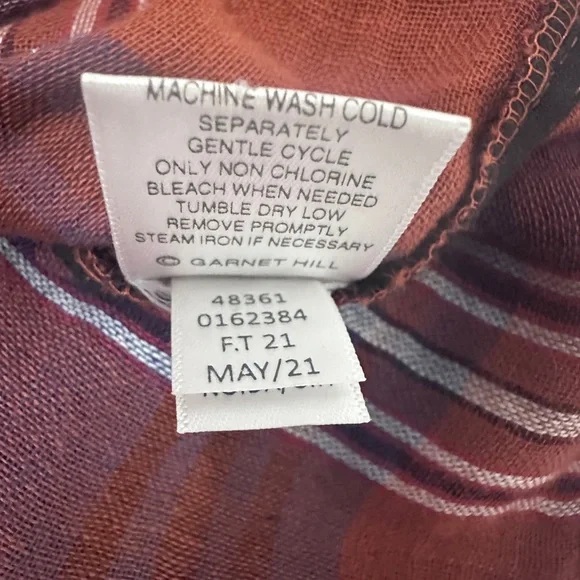 MACHINE WASH COLD
SEPARATELY
GENTLE CYCLE
ONLY NON CHLORINE
BLEACH WHEN NEEDED
TUMBLE DRY LOW
REMOVE PROMPTLY
STEAM IRON IF NECESSARY
© GARNET HILL
48361
0162384
F.T 21
MAY/21